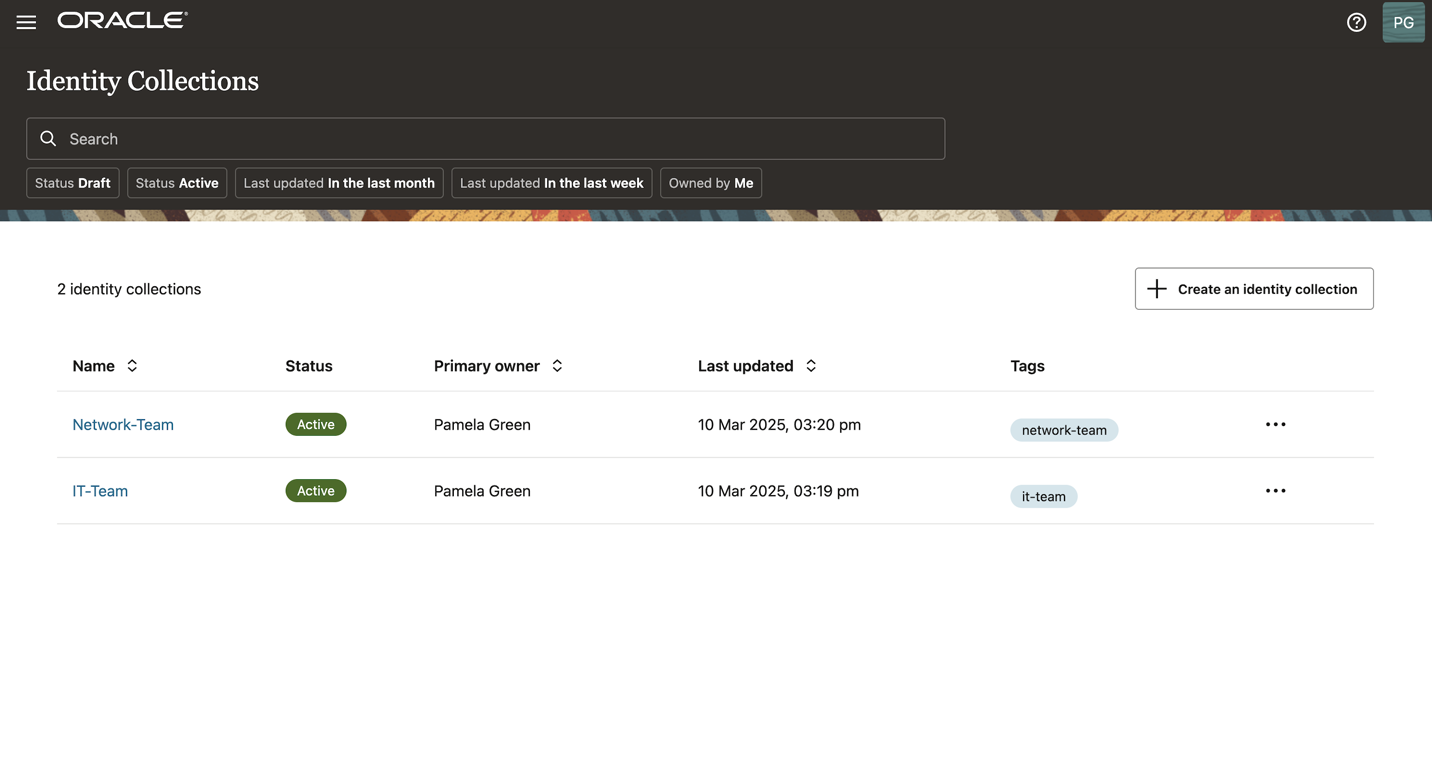 ORACLE
PG
Identity Collections
Search
Status Draft Status Active Last updated In the last month Last updated In the last week Owned by Me
2 identity collections
Create an identity collection
Name Status Primary owner Last updated Tags
Network-Team Active Pamela Green 10 Mar 2025, 03:20 pm network-team
IT-Team Active Pamela Green 10 Mar 2025, 03:19 pm it-team